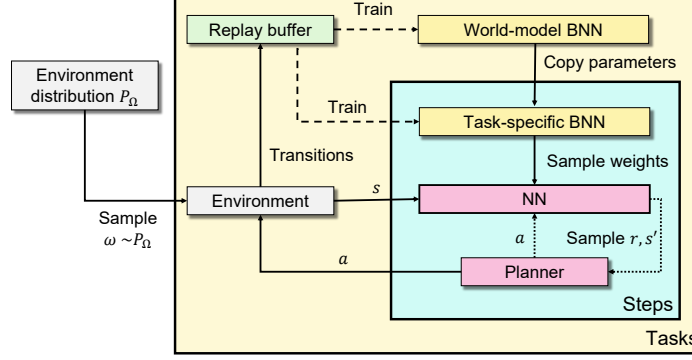 Replay buffer
Train
World-model BNN
Copy parameters
Environment
distribution P_Ω
Train
Task-specific BNN
Transitions
Sample weights
Environment
s
NN
Sample
ω ~P_Ω
a
Sample r, s′
a
Planner
Steps
Tasks